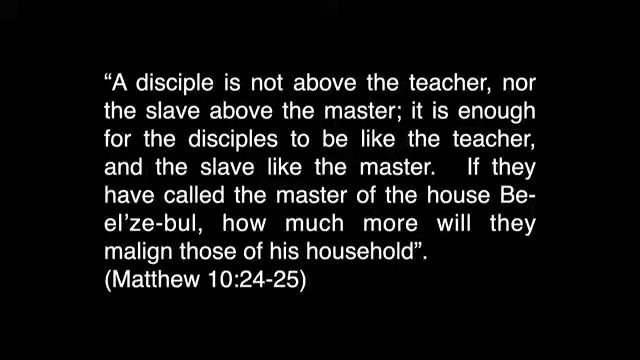 “A disciple is not above the teacher, nor
the slave above the master; it is enough
for the disciples to be like the teacher,
and the slave like the master. If they
have called the master of the house Be-
el’ze-bul, how much more will they
malign those of his household”.
(Matthew 10:24-25)